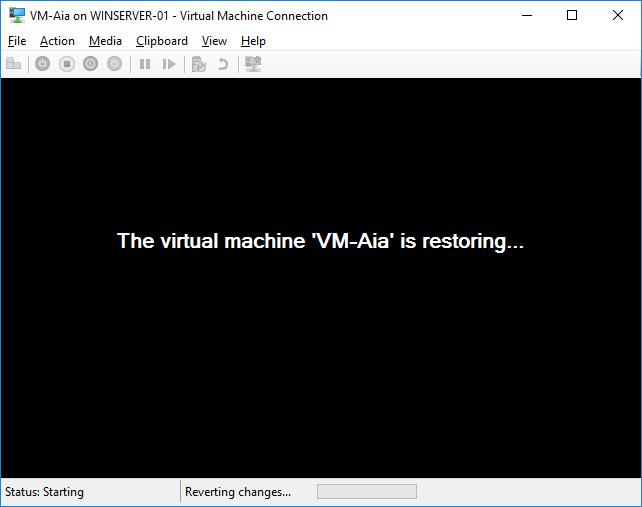 VM-Aia on WINSERVER-01 - Virtual Machine Connection
File Action Media Clipboard View Help
The virtual machine 'VM-Aia' is restoring...
Status: Starting Reverting changes...